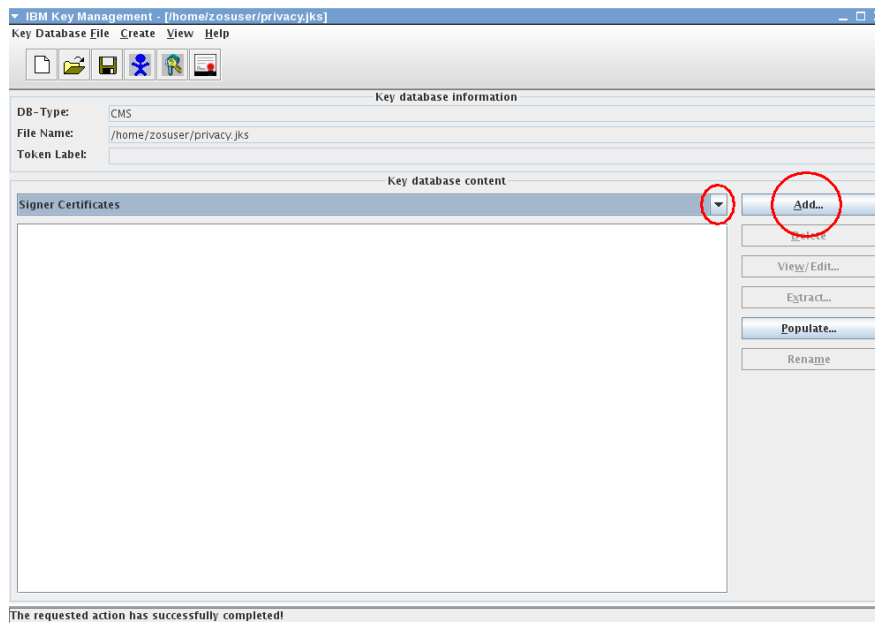 IBM Key Management - [/home/zosuser/privacy.jks]
Key Database File Create View Help
Key database information
DB-Type: CMS
File Name: /home/zosuser/privacy.jks
Token Label:
Key database content
Signer Certificates
Add...
Delete
View/Edit...
Extract...
Populate...
Rename
The requested action has successfully completed!